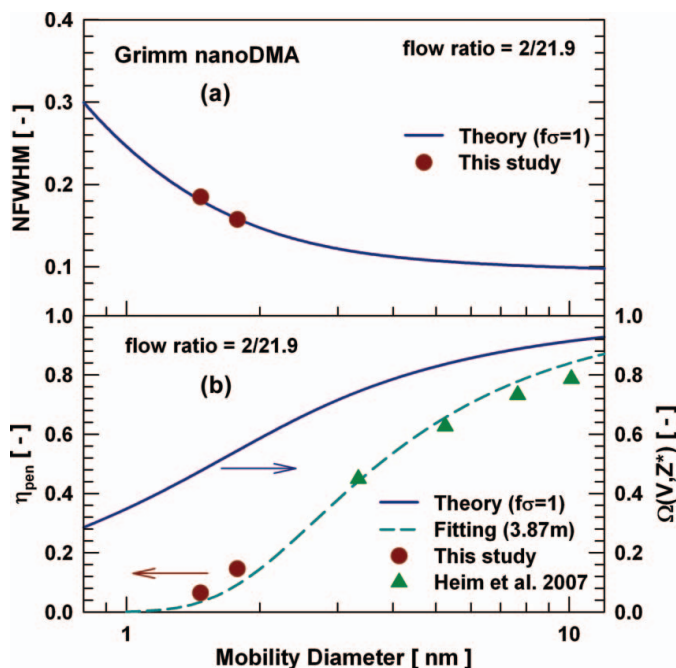 0.4
Grimm nanoDMA
flow ratio = 2/21.9
(a)
0.3
NFWHM [ - ]
Theory (fσ=1)
This study
0.2
0.1
1.0
1.0
flow ratio = 2/21.9
(b)
0.8
0.8
0.6
0.6
η_pen [ - ]
Ω(V,Z*) [ - ]
0.4
0.4
Theory (fσ=1)
Fitting (3.87m)
This study
Heim et al. 2007
0.2
0.2
0.0
0.0
1
10
Mobility Diameter [ nm ]